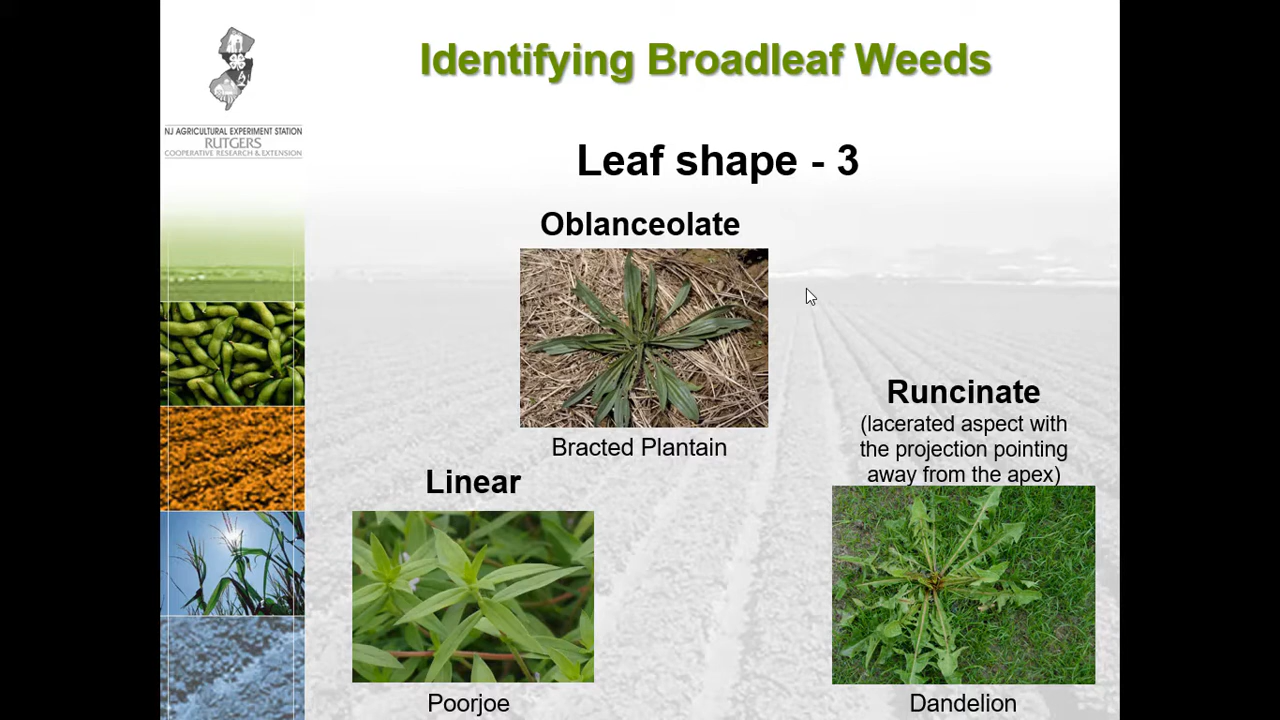 Identifying Broadleaf Weeds
NJ AGRICULTURAL EXPERIMENT STATION
RUTGERS
COOPERATIVE RESEARCH & EXTENSION
Leaf shape - 3
Oblanceolate
Bracted Plantain
Linear
Poorjoe
Runcinate
(lacerated aspect with
the projection pointing
away from the apex)
Dandelion